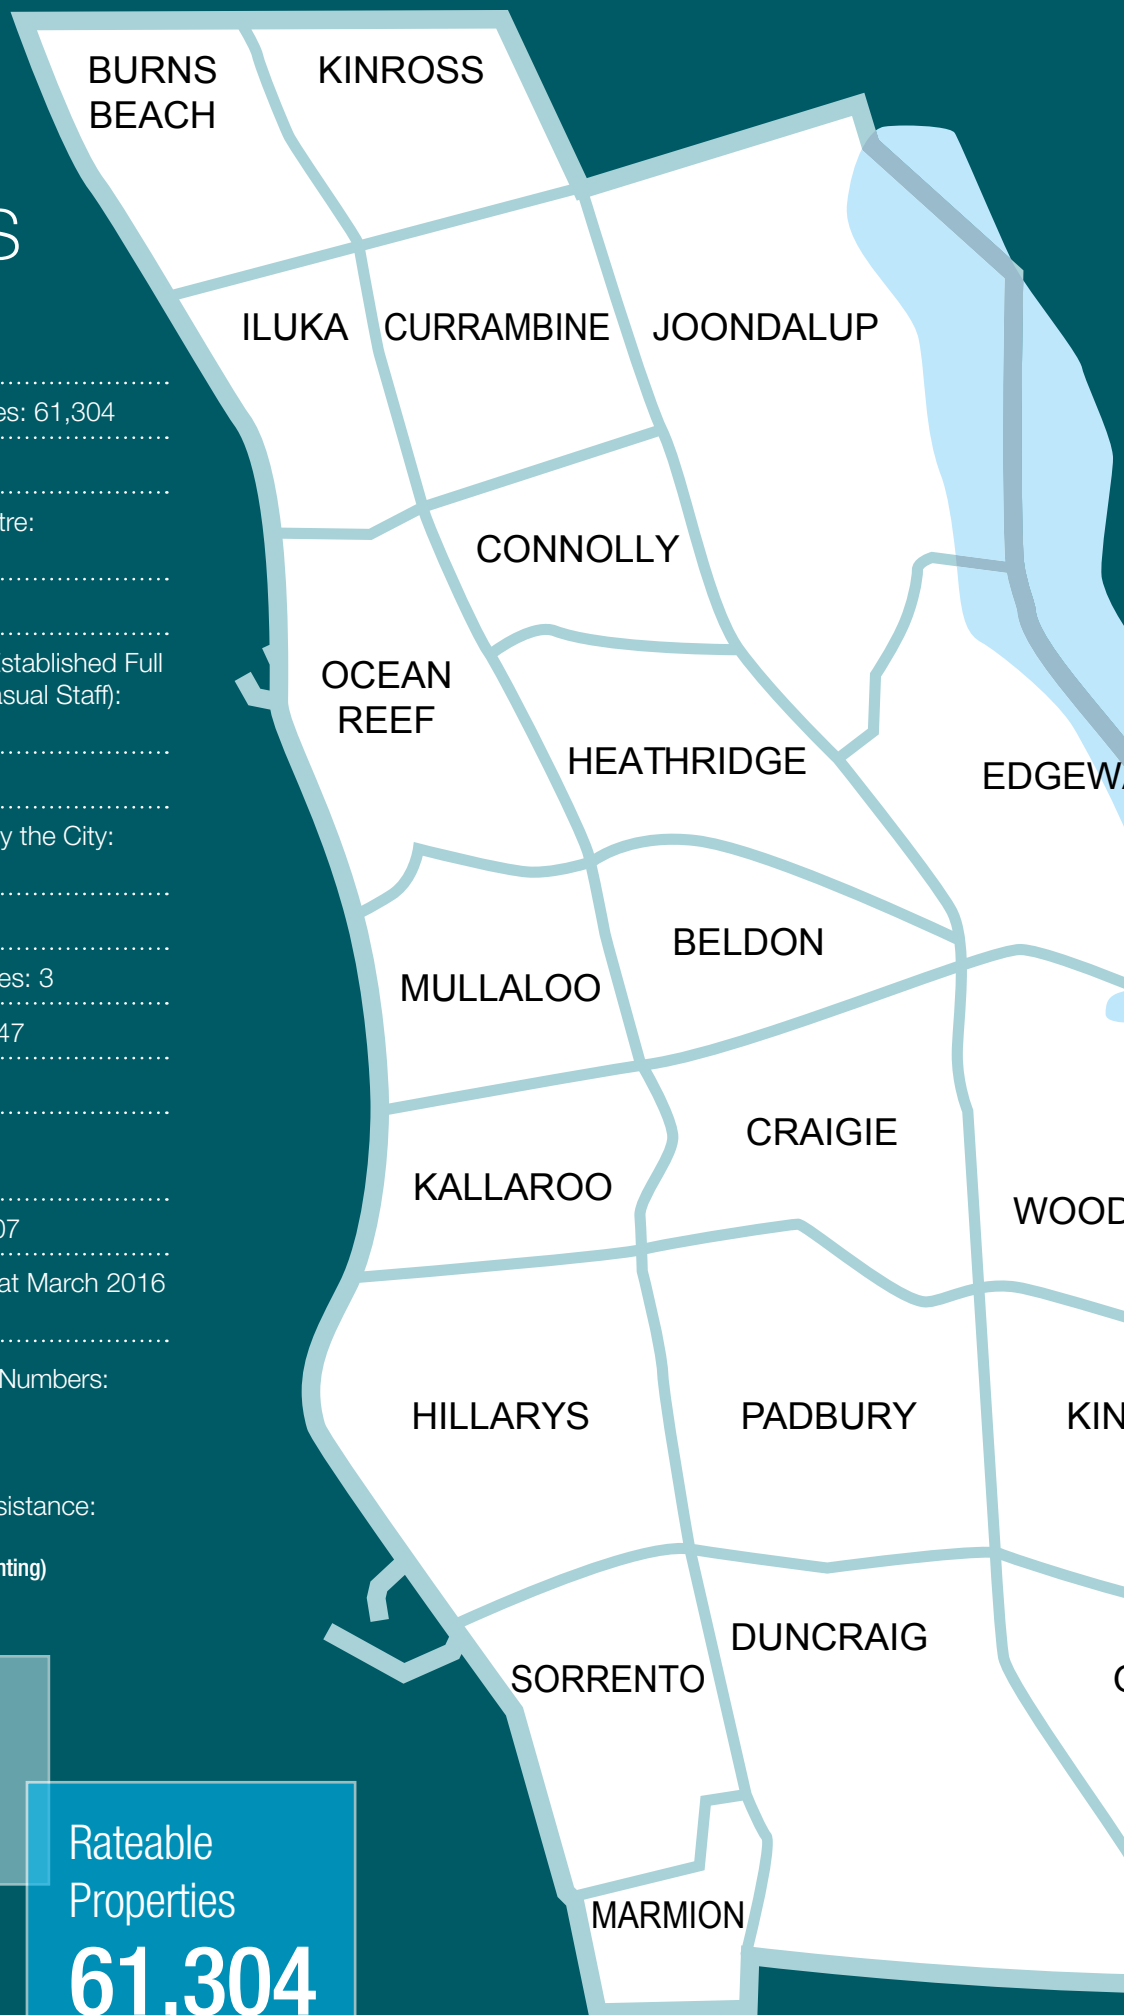 BURNS
BEACH
KINROSS
S
ILUKA
CURRAMBINE
JOONDALUP
es: 61,304
tre:
CONNOLLY
stablished Full
asual Staff):
OCEAN
REEF
HEATHRIDGE
EDGEWA
y the City:
BELDON
es: 3
MULLALOO
47
CRAIGIE
KALLAROO
WOOD
07
at March 2016
Numbers:
HILLARYS
PADBURY
KIN
sistance:
nting)
DUNCRAIG
SORRENTO
Rateable
Properties
61,304
MARMION